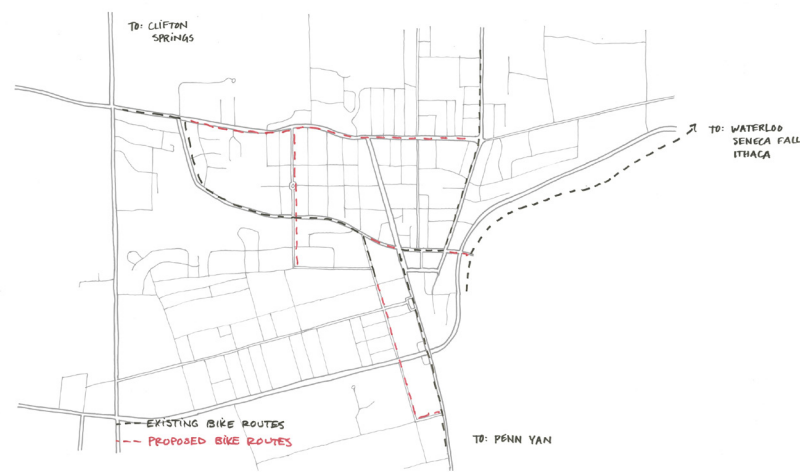 TO: CLIFTON
SPRINGS
TO: WATERLOO
SENECA FALL
ITHACA
EXISTING BIKE ROUTES
PROPOSED BIKE ROUTES
TO: PENN YAN